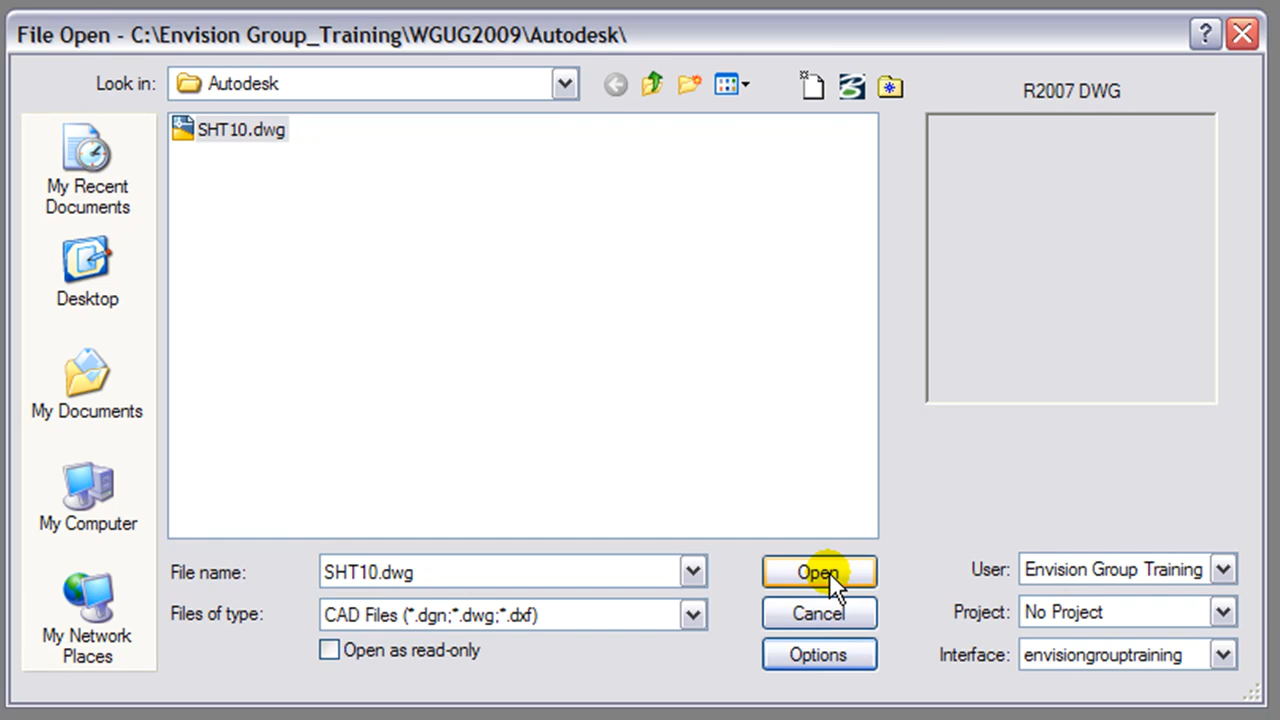 File Open - C:\Envision Group_Training\WGUG2009\Autodesk\
Look in: Autodesk
R2007 DWG
SHT10.dwg
My Recent
Documents
Desktop
My Documents
My Computer
My Network
Places
File name: SHT10.dwg
Files of type: CAD Files (*.dgn;*.dwg;*.dxf)
Open as read-only
Open
Cancel
Options
User: Envision Group Training
Project: No Project
Interface: envisiongrouptraining